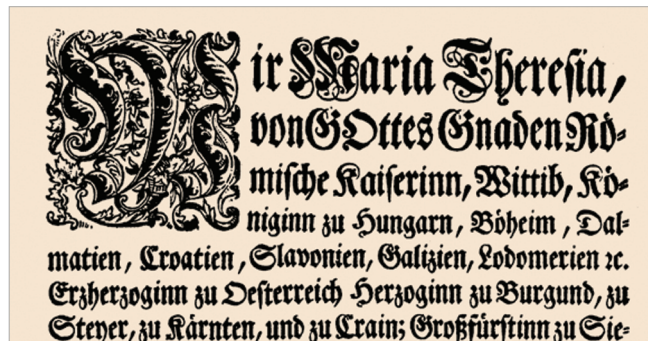 Wir Maria Theresia,
von GOttes Gnaden Rö-
mische Kaiserinn, Wittib, Kö-
niginn zu Hungarn, Böheim, Dal-
matien, Croatien, Slavonien, Galizien, Lodomerien ꝛc.
Erzherzoginn zu Oesterreich Herzoginn zu Burgund, zu
Steyer, zu Kärnten, und zu Crain; Großfürstinn zu Sie-